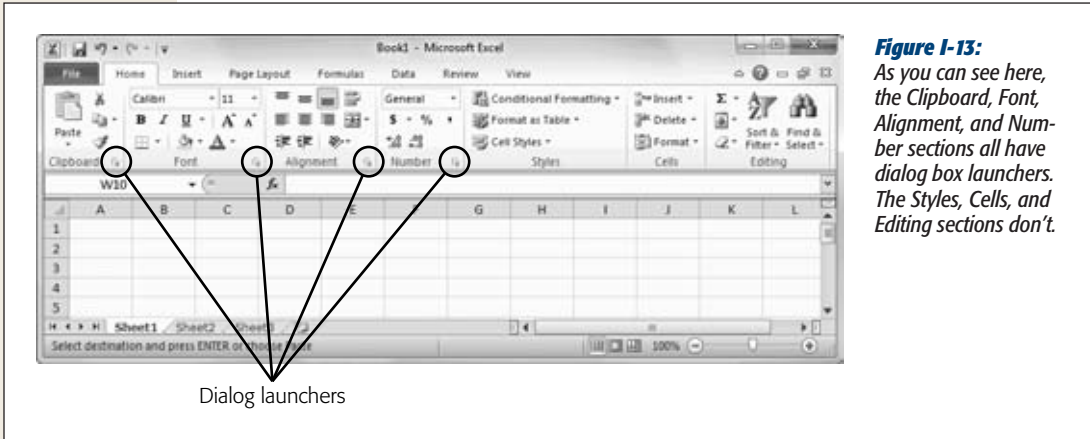 Book1 - Microsoft Excel
File Home Insert Page Layout Formulas Data Review View
Calibri 11 General Conditional Formatting Insert Σ
Paste B I U A A $ % , Format as Table Delete Sort & Find &
A Cell Styles Format Filter Select
Clipboard Font Alignment Number Styles Cells Editing
W10 fx
A B C D E F G H I J K L
1
2
3
4
5
Sheet1 Sheet2 Sheet3
Select destination and press ENTER or choose Paste 100%
Dialog launchers
Figure I-13:
As you can see here,
the Clipboard, Font,
Alignment, and Num-
ber sections all have
dialog box launchers.
The Styles, Cells, and
Editing sections don't.